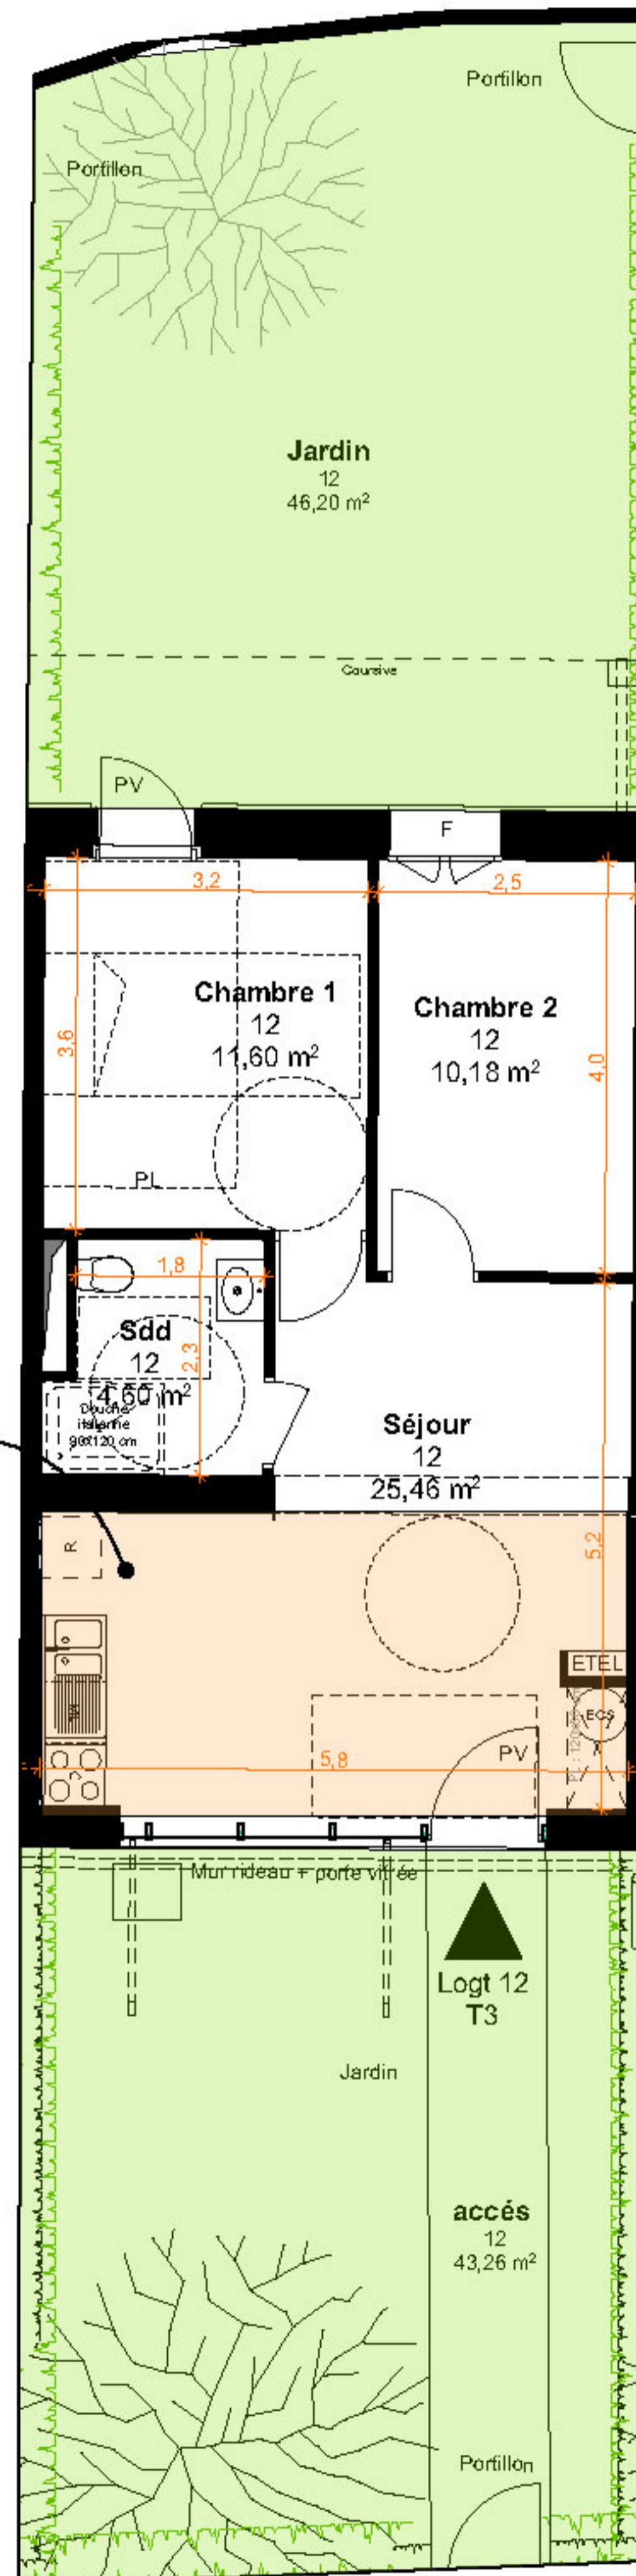 Portillon
Portillon
Jardin
12
46,20 m²
Coursive
PV
F
3,2
2,5
Chambre 1
12
11,60 m²
Chambre 2
12
10,18 m²
3,6
4,0
PL
1,8
Sdd
12
4,60 m²
2,3
Douche
italienne
90x120 cm
Séjour
12
25,46 m²
5,2
R
ETEL
ECS
PV
5,8
Mur rideau + porte vitrée
Logt 12
T3
Jardin
accés
12
43,26 m²
Portillon